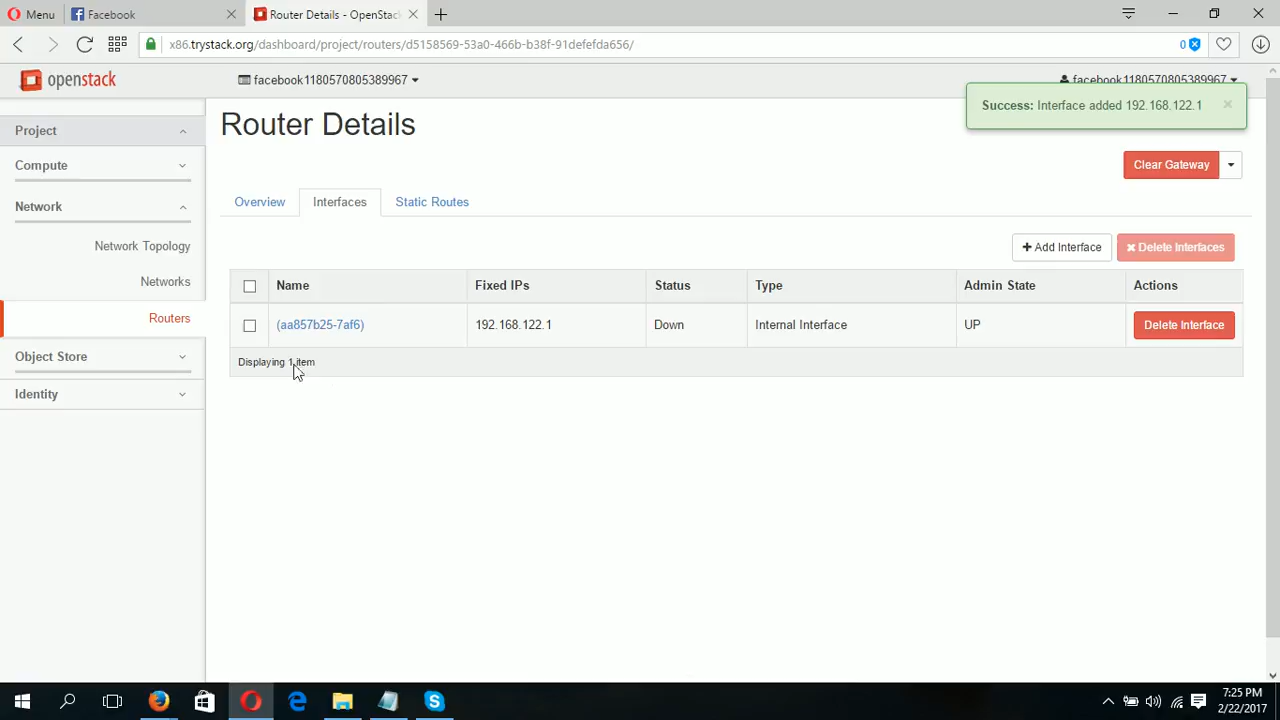 Menu
Facebook
Router Details - OpenStack
x86.trystack.org/dashboard/project/routers/d5158569-53a0-466b-b38f-91defefda656/
0
openstack
facebook1180570805389967
facebook1180570805389967
Success: Interface added 192.168.122.1 ×
Project
Compute
Network
Network Topology
Networks
Routers
Object Store
Identity
Router Details
Clear Gateway
Overview Interfaces Static Routes
Add Interface Delete Interfaces
Name Fixed IPs Status Type Admin State Actions
(aa857b25-7af6) 192.168.122.1 Down Internal Interface UP Delete Interface
Displaying 1 item
7:25 PM
2/22/2017